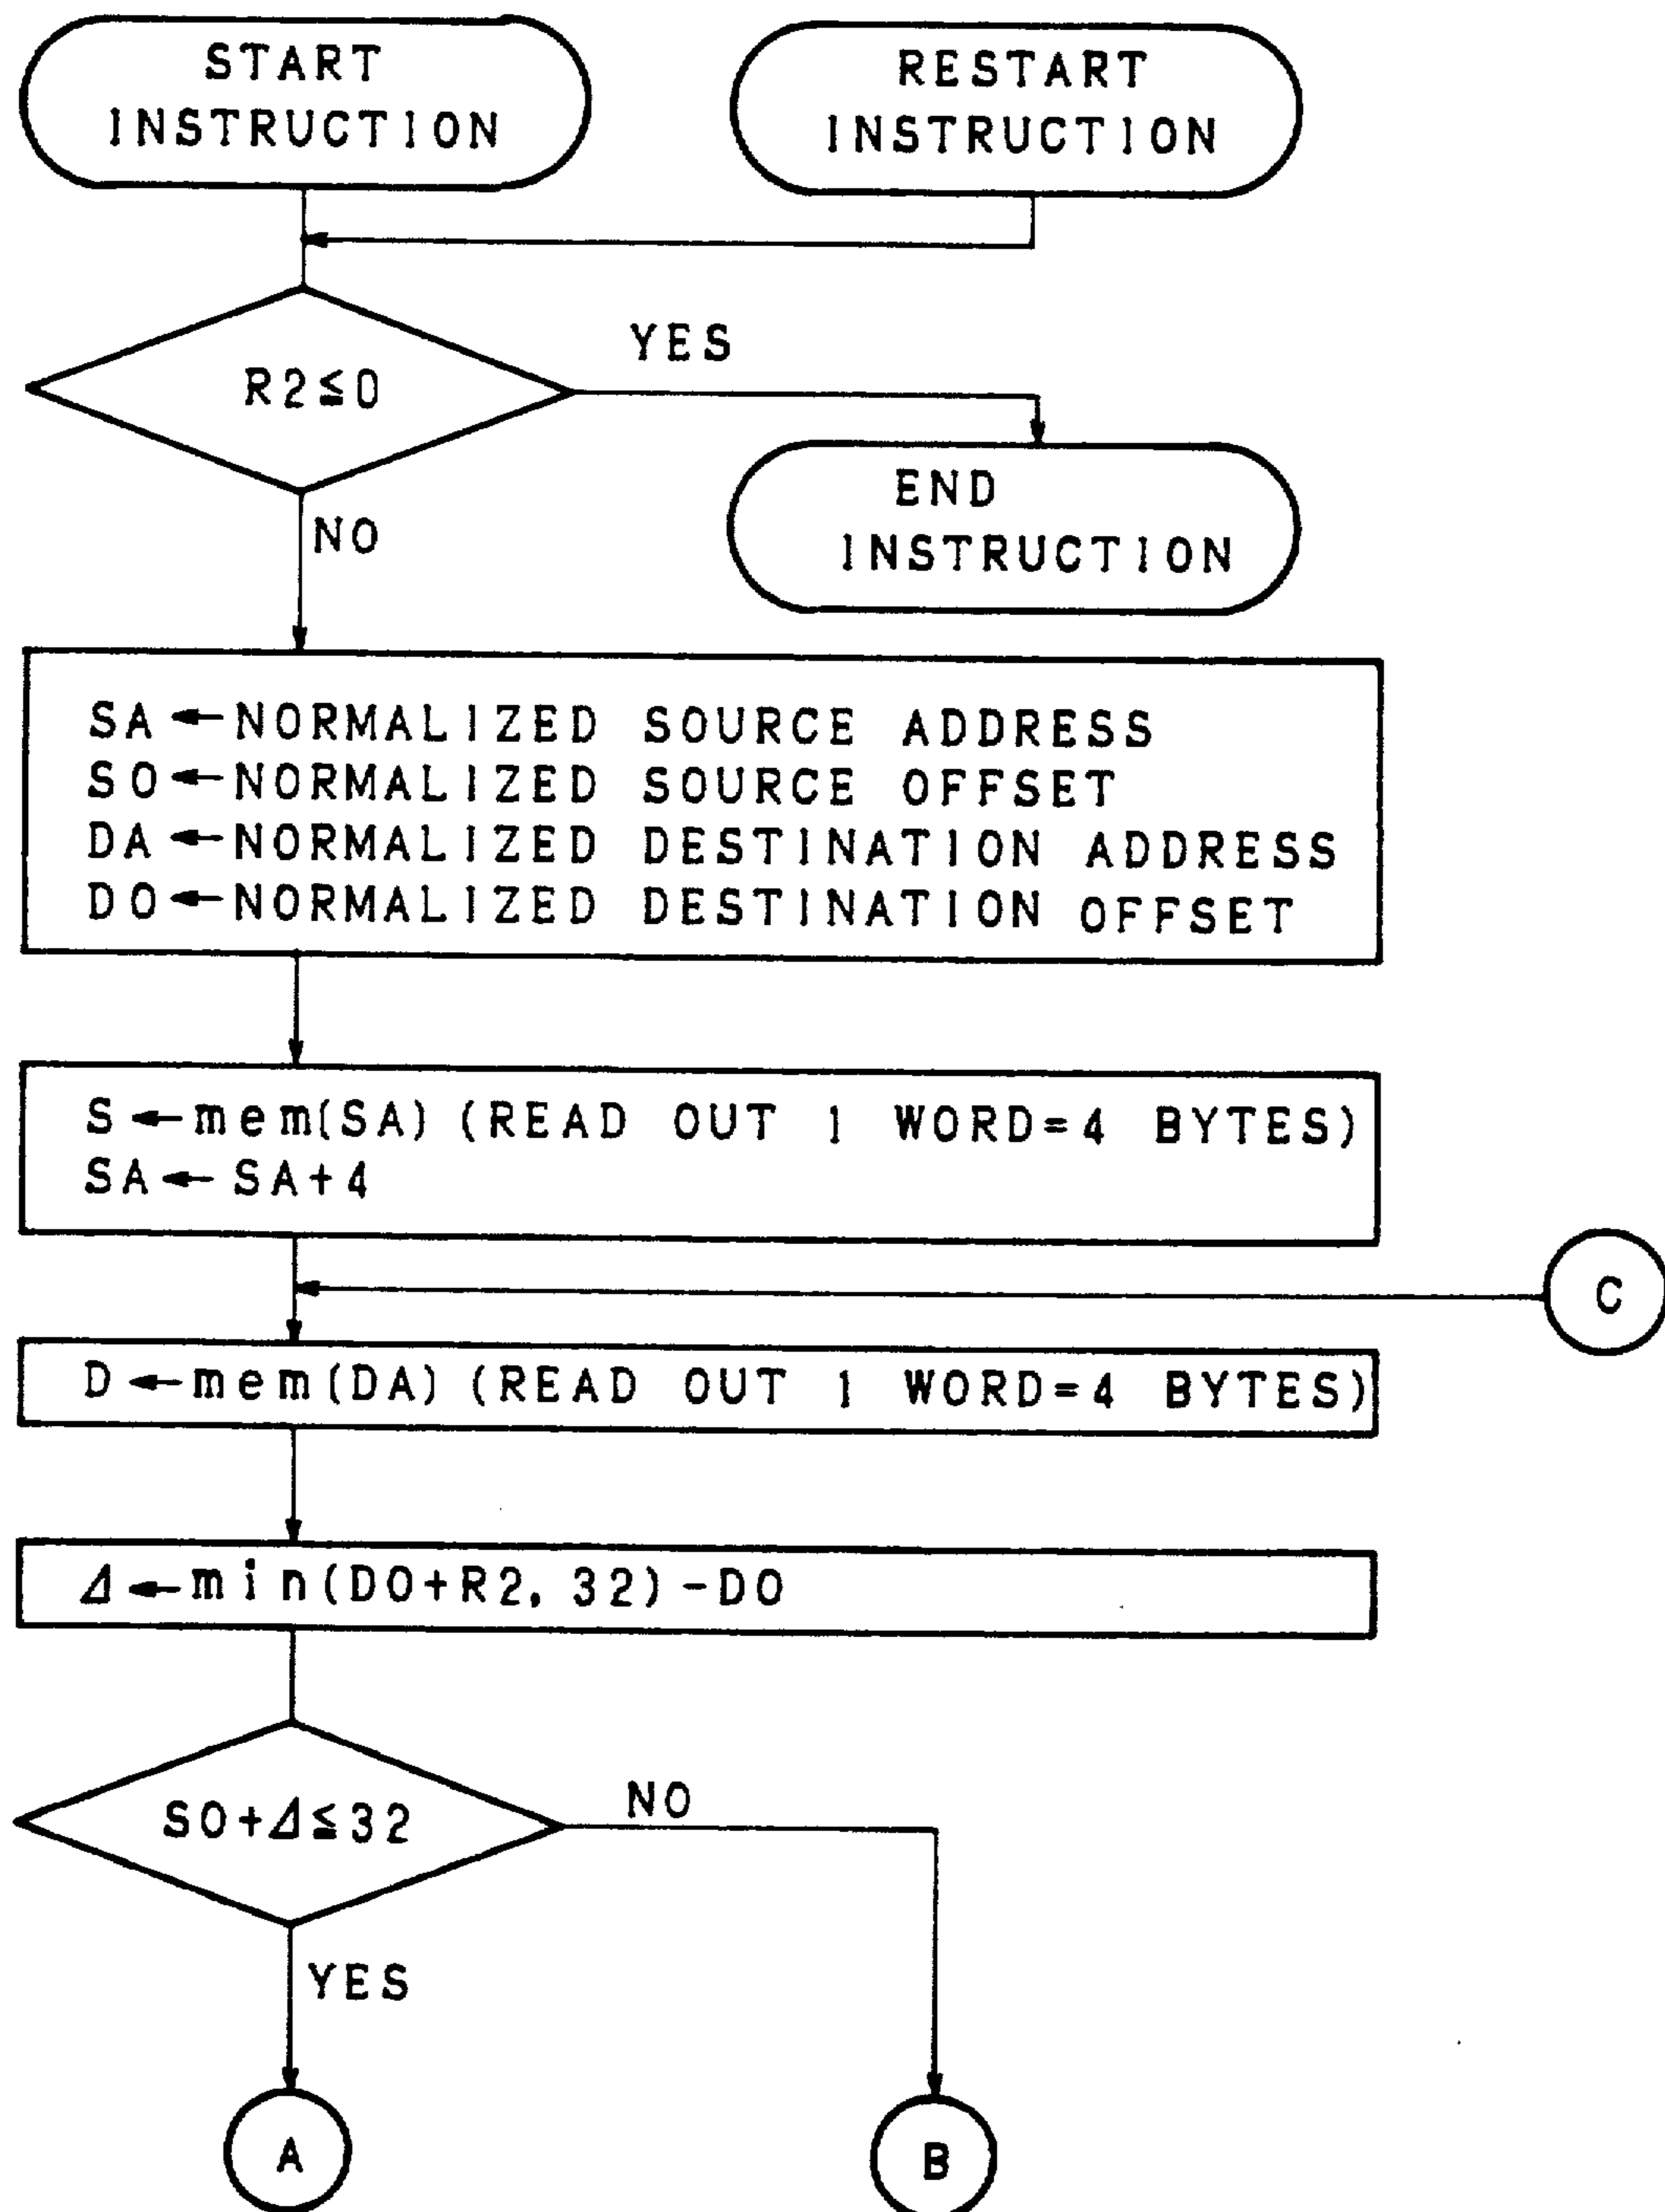 START
INSTRUCTION
RESTART
INSTRUCTION
R2≦0
YES
END
INSTRUCTION
NO
SA←NORMALIZED SOURCE ADDRESS
SO←NORMALIZED SOURCE OFFSET
DA←NORMALIZED DESTINATION ADDRESS
DO←NORMALIZED DESTINATION OFFSET
S←mem(SA) (READ OUT 1 WORD=4 BYTES)
SA←SA+4
C
D←mem(DA) (READ OUT 1 WORD=4 BYTES)
Δ←min(DO+R2, 32)-DO
SO+Δ≦32
NO
YES
A
B